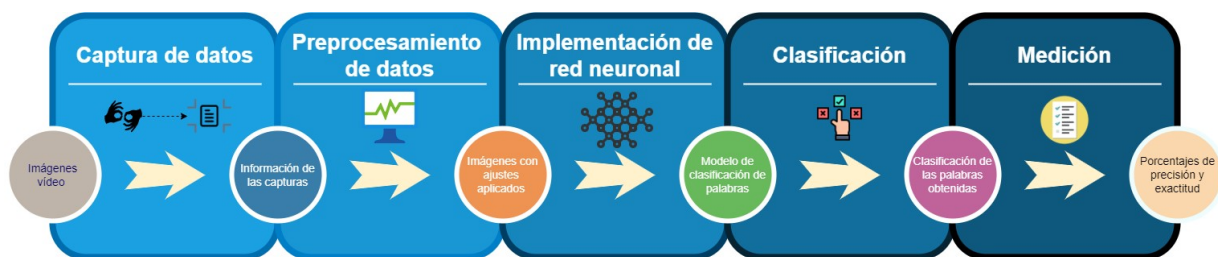 Captura de datos
Preprocesamiento
de datos
Implementación de
red neuronal
Clasificación
Medición
Imágenes
vídeo
Información de
las capturas
Imágenes con
ajustes
aplicados
Modelo de
clasificación de
palabras
Clasificación de
las palabras
obtenidas
Porcentajes de
precisión y
exactitud